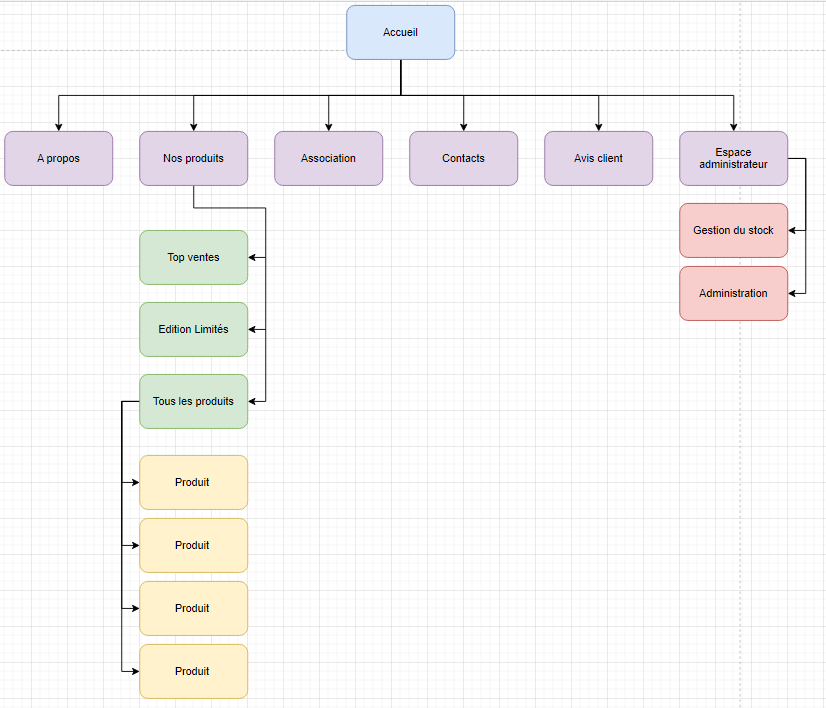 Accueil
A propos
Nos produits
Association
Contacts
Avis client
Espace
administrateur
Gestion du stock
Administration
Top ventes
Edition Limités
Tous les produits
Produit
Produit
Produit
Produit